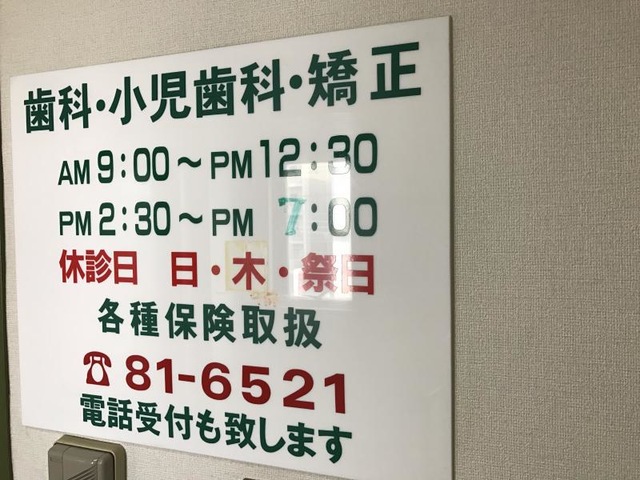 歯科・小児歯科・矯正
AM 9:00～PM 12:30
PM 2:30～PM 7:00
休診日 日・木・祭日
各種保険取扱
☎ 81-6521
電話受付も致します